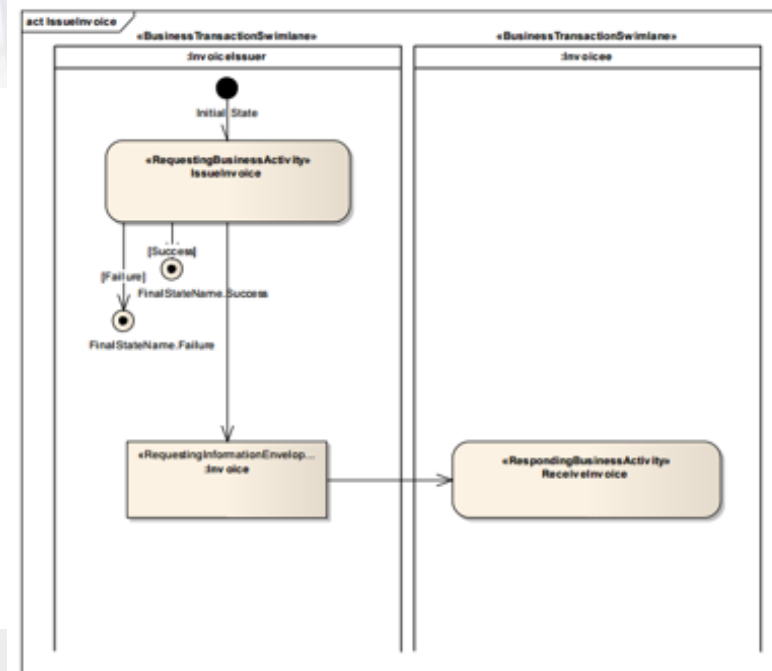 act IssueInvoice
«BusinessTransactionSwimlane»
:InvoiceIssuer
«BusinessTransactionSwimlane»
:Invoicee
Initial State
«RequestingBusinessActivity»
IssueInvoice
[Success]
[Failure]
FinalStateName.Success
FinalStateName.Failure
«RequestingInformationEnvelop...
:Invoice
«RespondingBusinessActivity»
ReceiveInvoice